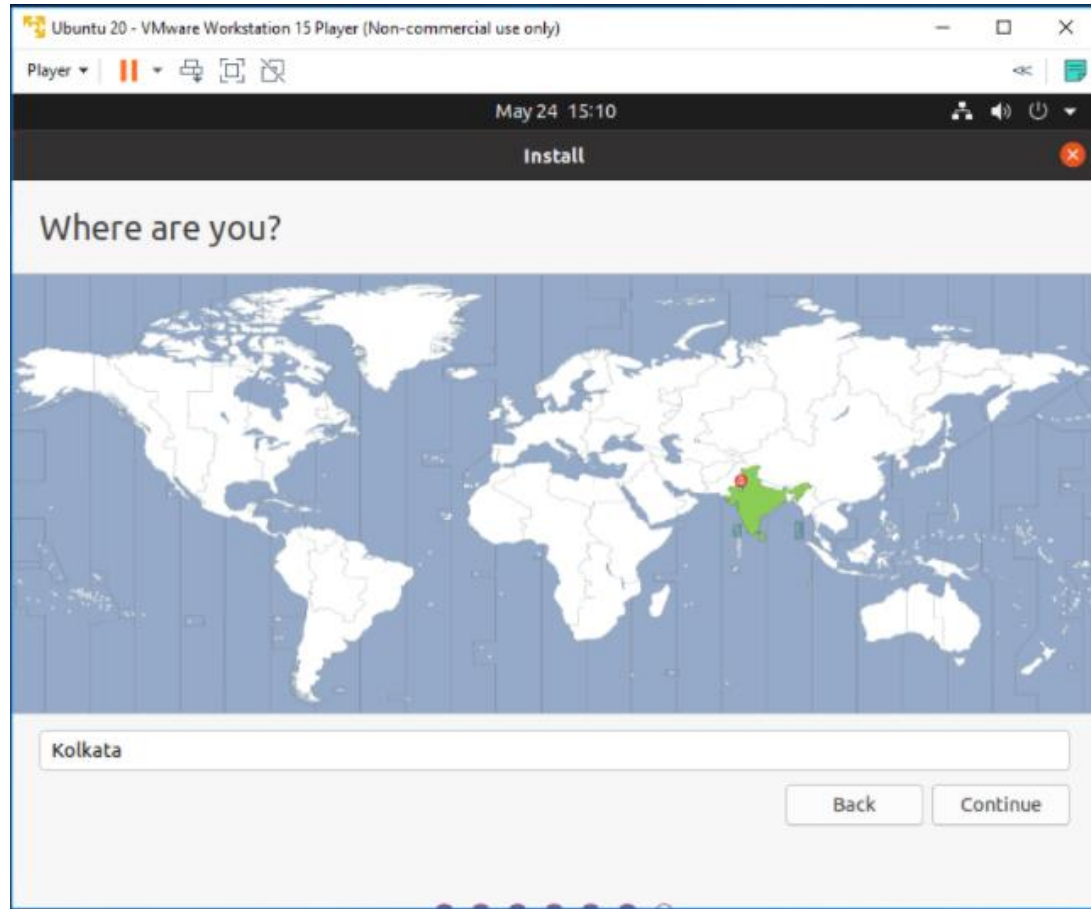 Ubuntu 20 - VMware Workstation 15 Player (Non-commercial use only)
Player
May 24 15:10
Install
Where are you?
Kolkata
Back Continue